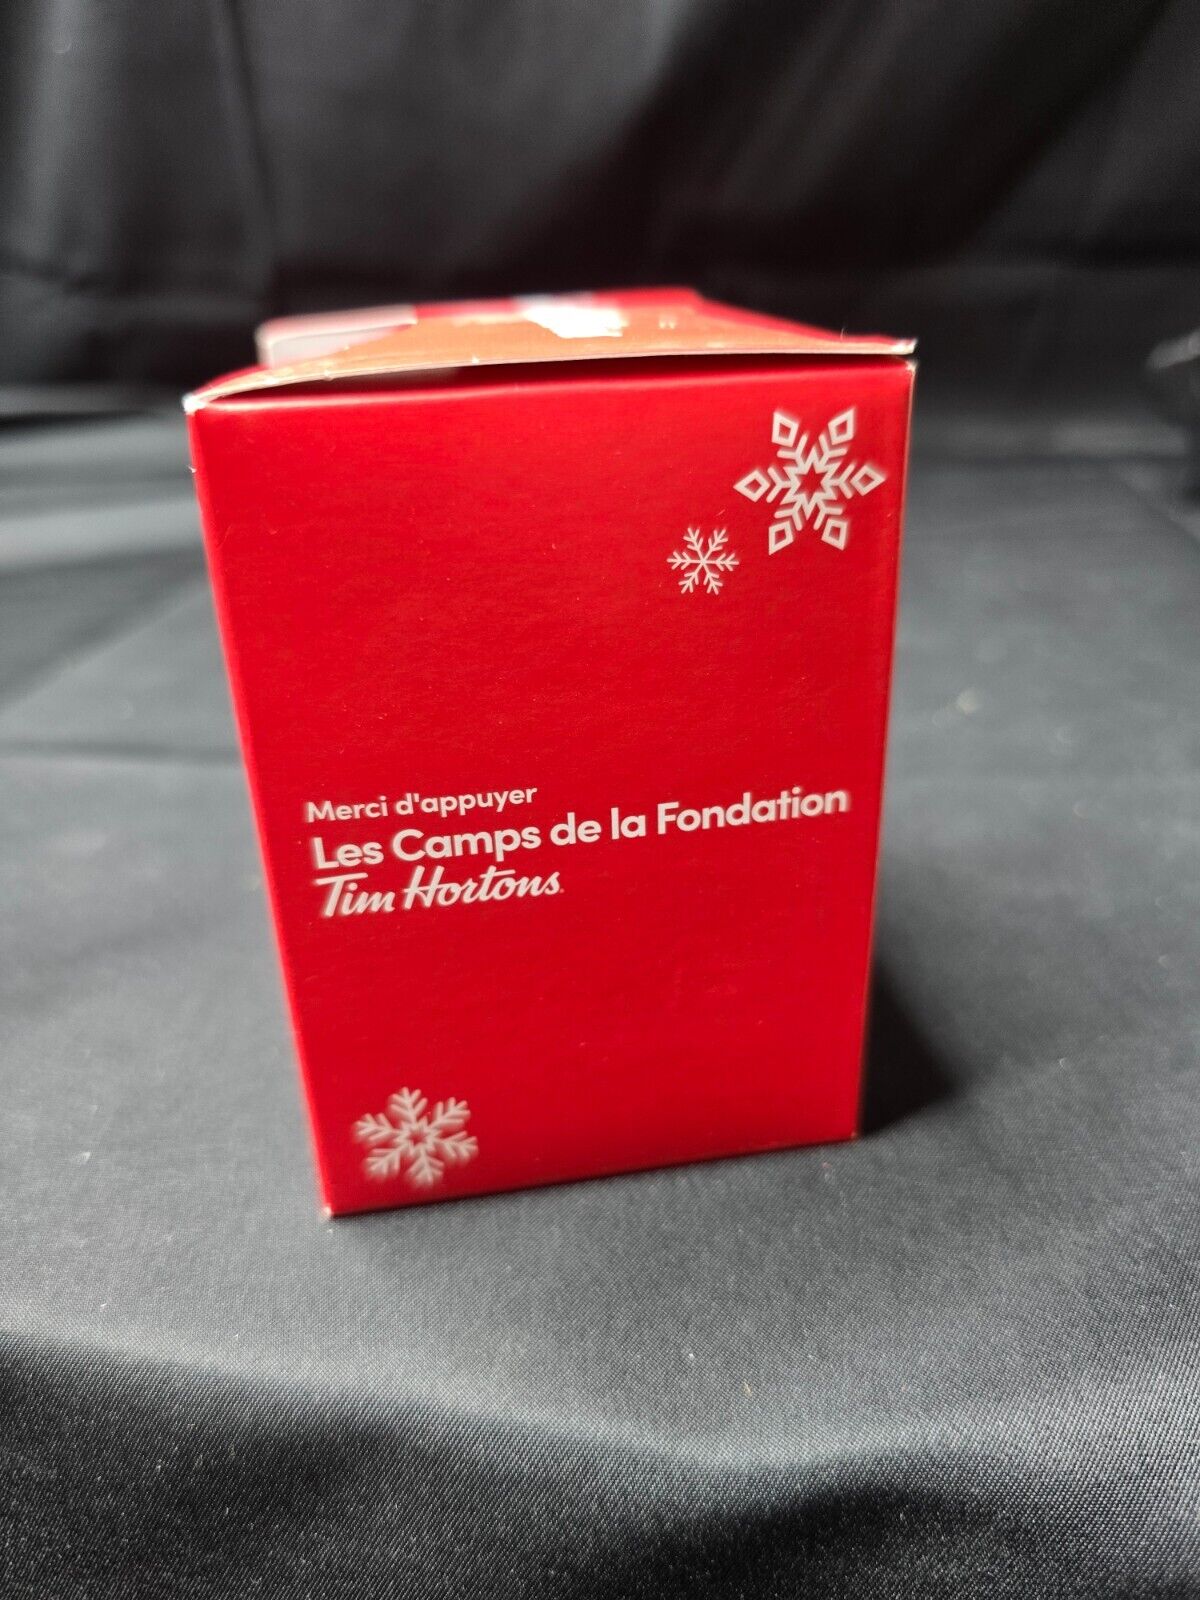 Merci d'appuyer
Les Camps de la Fondation
Tim Hortons.